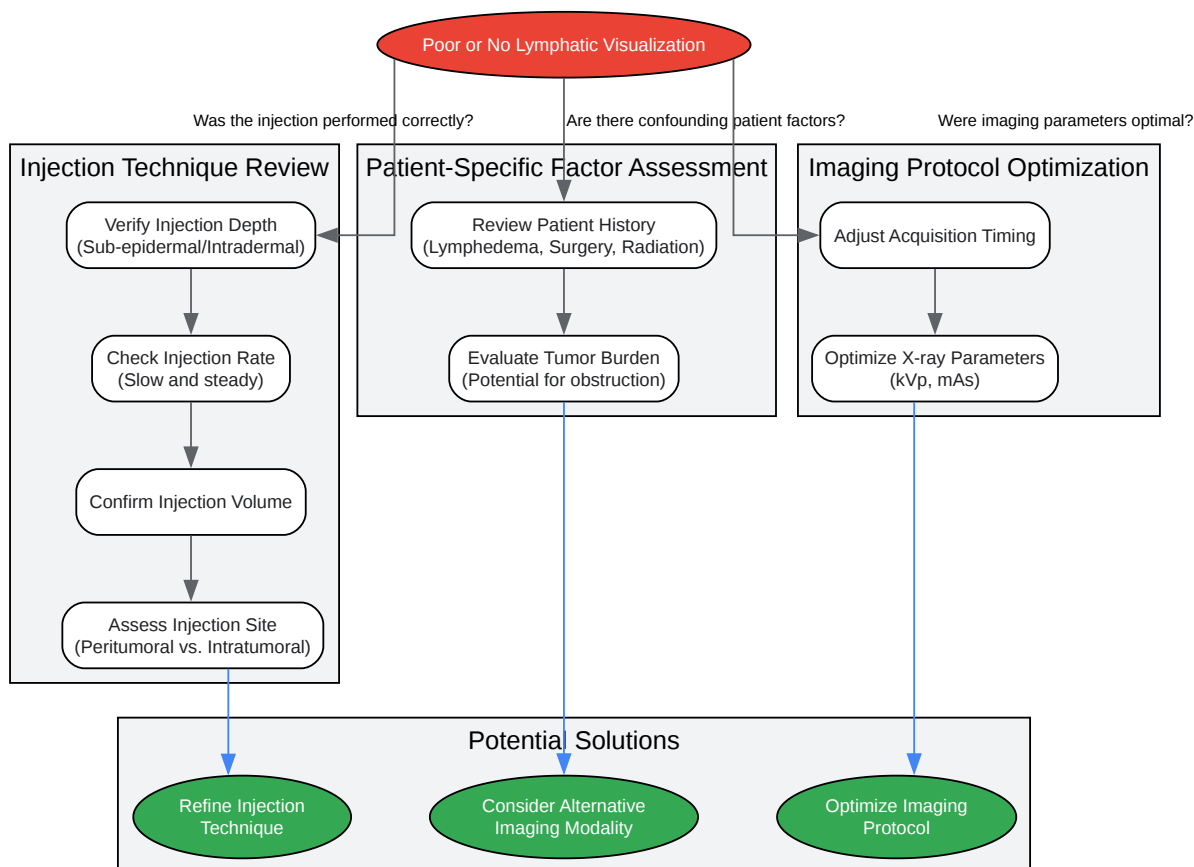 Poor or No Lymphatic Visualization
Was the injection performed correctly?
Are there confounding patient factors?
Were imaging parameters optimal?
Injection Technique Review
Patient-Specific Factor Assessment
Imaging Protocol Optimization
Verify Injection Depth
(Sub-epidermal/Intradermal)
Review Patient History
(Lymphedema, Surgery, Radiation)
Adjust Acquisition Timing
Check Injection Rate
(Slow and steady)
Evaluate Tumor Burden
(Potential for obstruction)
Optimize X-ray Parameters
(kVp, mAs)
Confirm Injection Volume
Assess Injection Site
(Peritumoral vs. Intratumoral)
Potential Solutions
Refine Injection
Technique
Consider Alternative
Imaging Modality
Optimize Imaging
Protocol